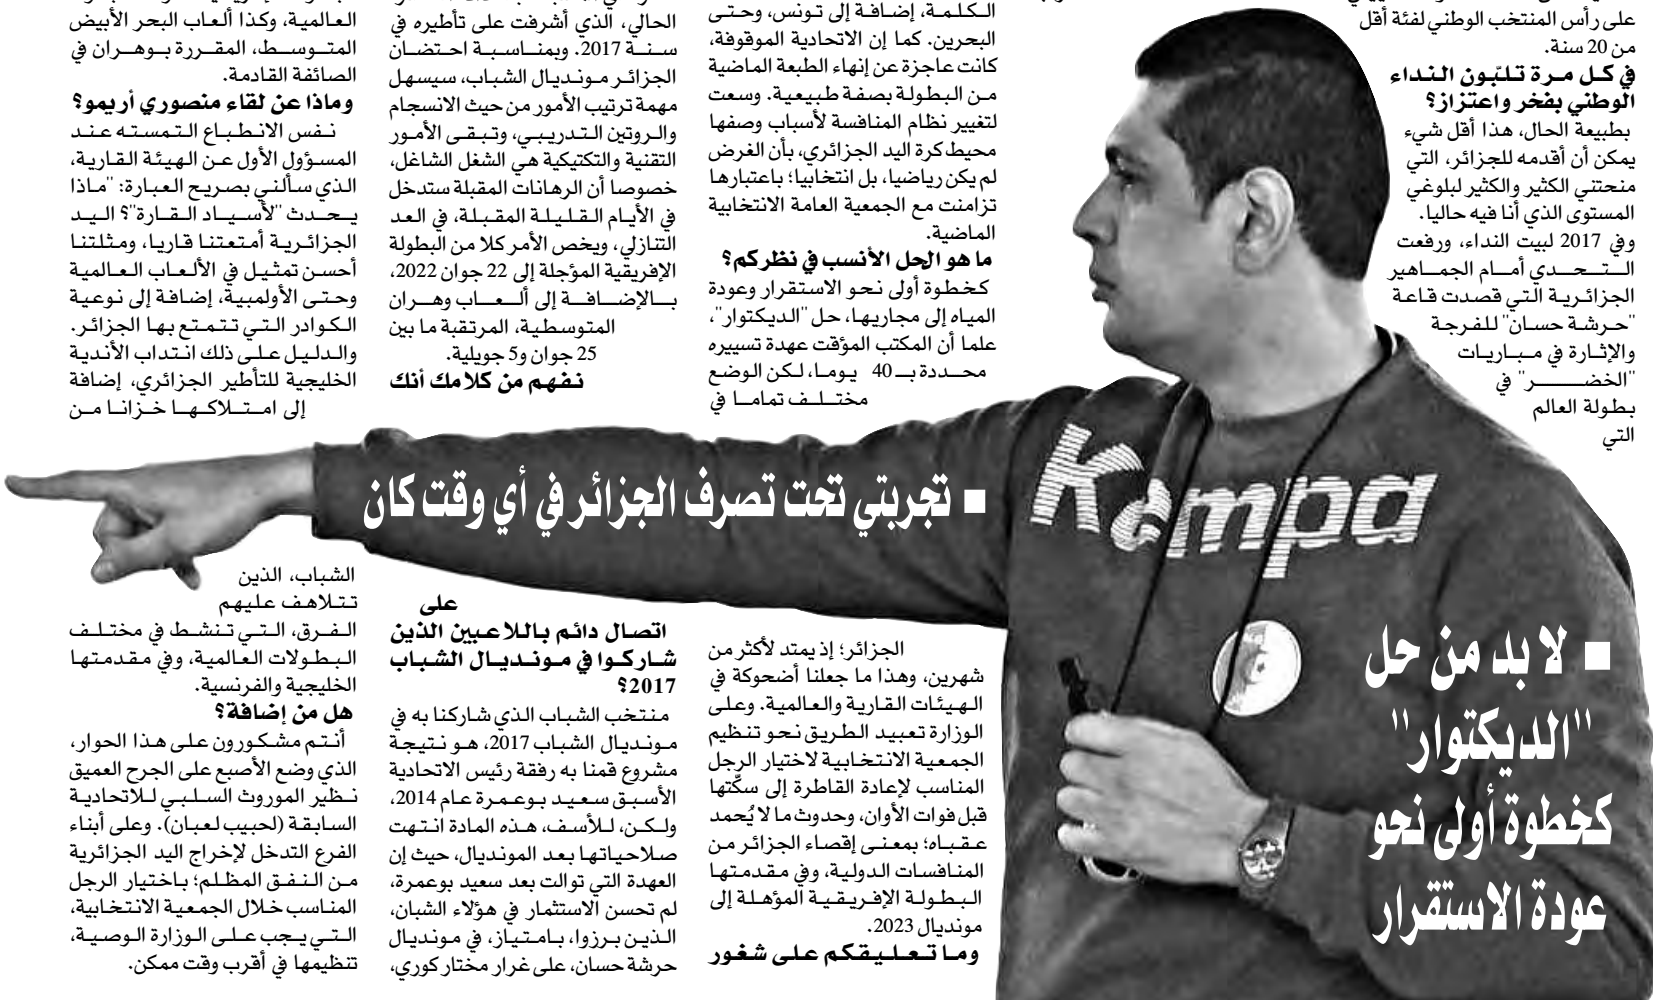 على رأس المنتخب الوطني لفئة أقل
من 20 سنة.
في كـل مـرة تـلـبّـون الـنـداء
الوطني بفخر واعتزاز؟
بطبيعة الحال، هذا أقل شيء
يمكن أن أقدمه للجزائر، التي
منحتني الكثير والكثير لبلوغي
المستوى الذي أنا فيه حاليا.
وفي 2017 لبيت النداء، ورفعت
التحدي أمام الجماهير
الجزائرية التي قصدت قاعة
"حرشة حسان" للفرجة
والإثارة في مباريات
"الخضر" في
بطولة العالم
التي
■ لا بد من حل
"الديكتوار"
كخطوة أولى نحو
عودة الاستقرار
Kempa
■ تجربتي تحت تصرف الجزائر في أي وقت كان
الكلمة، إضافة إلى تونس، وحتى
البحرين. كما إن الاتحادية الموقوفة،
كانت عاجزة عن إنهاء الطبعة الماضية
من البطولة بصفة طبيعية. وسعت
لتغيير نظام المنافسة لأسباب وصفها
محيط كرة اليد الجزائري، بأن الغرض
لم يكن رياضيا، بل انتخابيا؛ باعتبارها
تزامنت مع الجمعية العامة الانتخابية
الماضية.
ما هو الحل الأنسب في نظركم؟
كخطوة أولى نحو الاستقرار وعودة
المياه إلى مجاريها، حل "الديكتوار"،
علما أن المكتب المؤقت عهدة تسييره
محددة بـ 40 يوما، لكن الوضع
مختلف تماما في
الجزائر؛ إذ يمتد لأكثر من
شهرين، وهذا ما جعلنا أضحوكة في
الهيئات القارية والعالمية. وعلى
الوزارة تعبيد الطريق نحو تنظيم
الجمعية الانتخابية لاختيار الرجل
المناسب لإعادة القاطرة إلى سكّتها
قبل فوات الأوان، وحدوث ما لا يُحمد
عقباه؛ بمعنى إقصاء الجزائر من
المنافسات الدولية، وفي مقدمتها
البطولة الإفريقية المؤهلة إلى
مونديال 2023.
وما تعليقكم على شغور
الحالي، الذي أشرفت على تأطيره في
سنة 2017. وبمناسبة احتضان
الجزائر مونديال الشباب، سيسهل
مهمة ترتيب الأمور من حيث الانسجام
والروتين التدريبي، وتبقى الأمور
التقنية والتكتيكية هي الشغل الشاغل،
خصوصا أن الرهانات المقبلة ستدخل
في الأيام القليلة المقبلة، في العد
التنازلي، ويخص الأمر كلا من البطولة
الإفريقية المؤجلة إلى 22 جوان 2022،
بالإضافة إلى ألعاب وهران
المتوسطية، المرتقبة ما بين
25 جوان و5 جويلية.
نفهم من كلامك أنك
على
اتصال دائم باللاعبين الذين
شاركوا في مونديال الشباب
2017؟
منتخب الشباب الذي شاركنا به في
مونديال الشباب 2017، هو نتيجة
مشروع قمنا به رفقة رئيس الاتحادية
الأسبق سعيد بوعمرة عام 2014،
ولكن، للأسف، هذه المادة انتهت
صلاحياتها بعد المونديال، حيث إن
العهدة التي توالت بعد سعيد بوعمرة،
لم تحسن الاستثمار في هؤلاء الشبان،
الذين برزوا، بامتياز، في مونديال
حرشة حسان، على غرار مختار كوري،
العالمية، وكذا ألعاب البحر الأبيض
المتوسط، المقررة بوهران في
الصائفة القادمة.
وماذا عن لقاء منصوري أريمو؟
نفس الانطباع التمسته عند
المسؤول الأول عن الهيئة القارية،
الذي سألني بصريح العبارة: "ماذا
يحدث "لأسياد القارة"؟ اليد
الجزائرية أمتعتنا قاريا، ومثلتنا
أحسن تمثيل في الألعاب العالمية
وحتى الأولمبية، إضافة إلى نوعية
الكوادر التي تتمتع بها الجزائر.
والدليل على ذلك انتداب الأندية
الخليجية للتأطير الجزائري، إضافة
إلى امتلاكها خزانا من
الشباب، الذين
تتلاهف عليهم
الفرق، التي تنشط في مختلف
البطولات العالمية، وفي مقدمتها
الخليجية والفرنسية.
هل من إضافة؟
أنتم مشكورون على هذا الحوار،
الذي وضع الأصبع على الجرح العميق
نظير الموروث السلبي للاتحادية
السابقة (لحبيب لعبان). وعلى أبناء
الفرع التدخل لإخراج اليد الجزائرية
من النفق المظلم؛ باختيار الرجل
المناسب خلال الجمعية الانتخابية،
التي يجب على الوزارة الوصية،
تنظيمها في أقرب وقت ممكن.